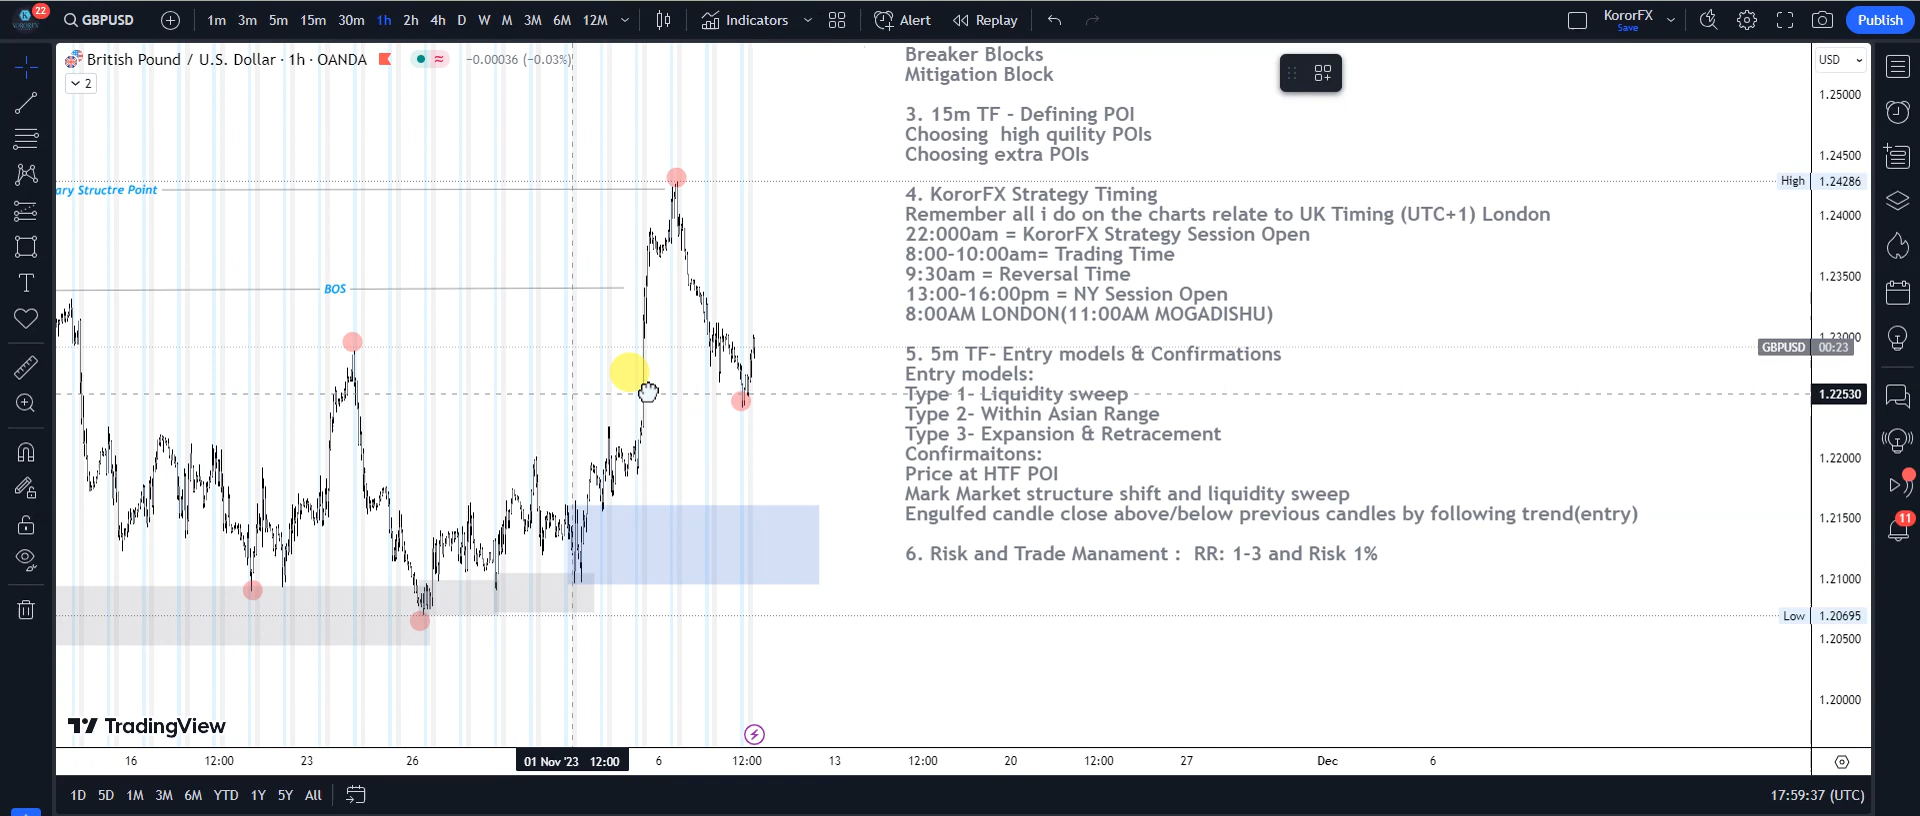 22
GBPUSD
1m 3m 5m 15m 30m 1h 2h 4h D W M 3M 6M 12M
Indicators
Alert
Replay
KororFX
Save
Publish
British Pound / U.S. Dollar · 1h · OANDA
−0.00036 (−0.03%)
2
USD
Breaker Blocks
Mitigation Block
3. 15m TF - Defining POI
Choosing  high quility POIs
Choosing extra POIs
4. KororFX Strategy Timing
Remember all i do on the charts relate to UK Timing (UTC+1) London
22:000am = KororFX Strategy Session Open
8:00-10:00am= Trading Time
9:30am = Reversal Time
13:00-16:00pm = NY Session Open
8:00AM LONDON(11:00AM MOGADISHU)
5. 5m TF- Entry models & Confirmations
Entry models:
Type 1- Liquidity sweep
Type 2- Within Asian Range
Type 3- Expansion & Retracement
Confirmaitons:
Price at HTF POI
Mark Market structure shift and liquidity sweep
Engulfed candle close above/below previous candles by following trend(entry)
6. Risk and Trade Manament :  RR: 1-3 and Risk 1%
ary Structre Point
BOS
1.25000
1.24500
High 1.24286
1.24000
1.23500
1.23000
GBPUSD 00:23
1.22530
1.22000
1.21500
1.21000
Low 1.20695
1.20500
1.20000
11
TradingView
16 12:00 23 26 01 Nov '23 12:00 6 12:00 13 12:00 20 12:00 27 Dec 6
1D 5D 1M 3M 6M YTD 1Y 5Y All
17:59:37 (UTC)